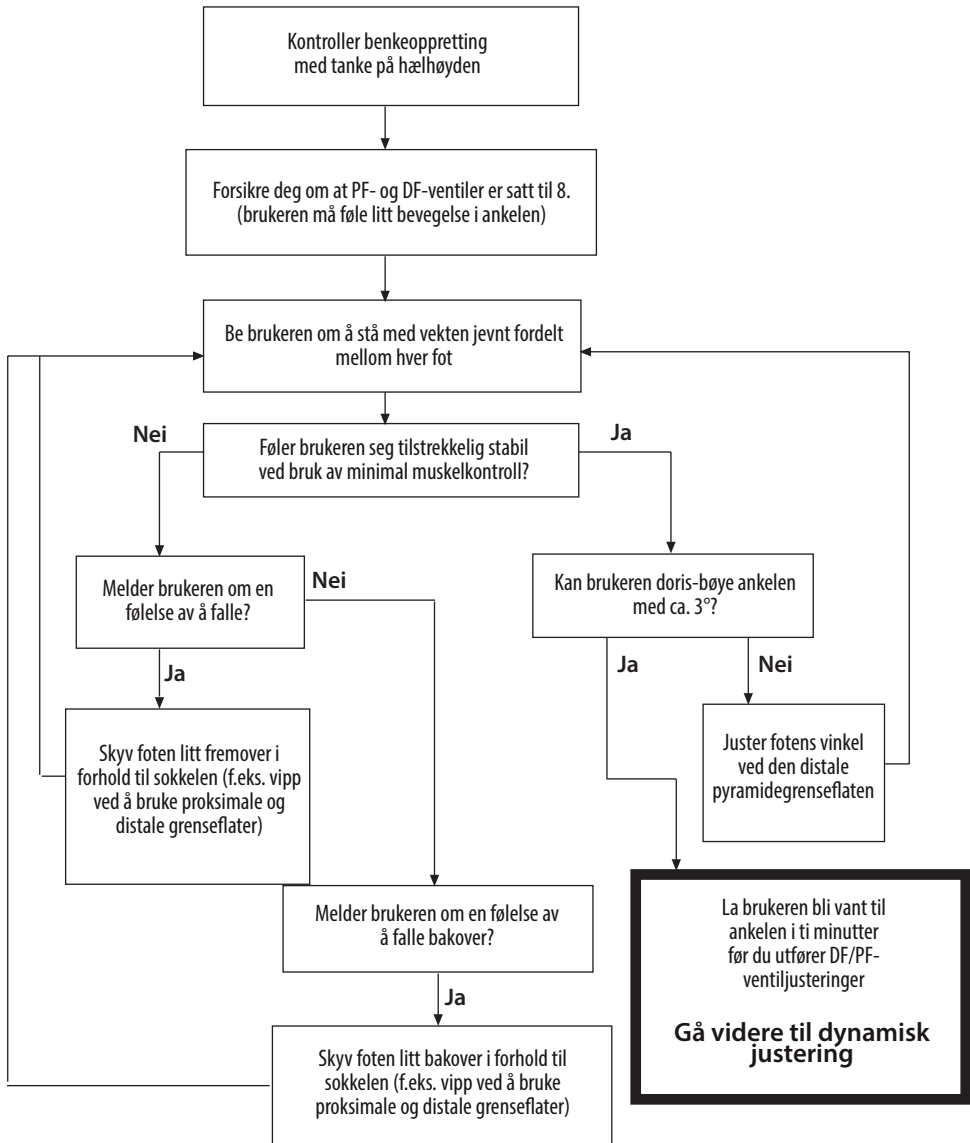 Kontroller benkeoppretting
med tanke på hælhøyden
Forsikre deg om at PF- og DF-ventiler er satt til 8.
(brukeren må føle litt bevegelse i ankelen)
Be brukeren om å stå med vekten jevnt fordelt
mellom hver fot
Nei
Føler brukeren seg tilstrekkelig stabil
ved bruk av minimal muskelkontroll?
Ja
Melder brukeren om en
følelse av å falle?
Nei
Kan brukeren doris-bøye ankelen
med ca. 3°?
Ja
Ja
Nei
Skyv foten litt fremover i
forhold til sokkelen (f.eks. vipp
ved å bruke proksimale og
distale grenseflater)
Juster fotens vinkel
ved den distale
pyramidegrenseflaten
Melder brukeren om en følelse av
å falle bakover?
Ja
La brukeren bli vant til
ankelen i ti minutter
før du utfører DF/PF-
ventiljusteringer
Gå videre til dynamisk
justering
Skyv foten litt bakover i forhold til
sokkelen (f.eks. vipp ved å bruke
proksimale og distale grenseflater)